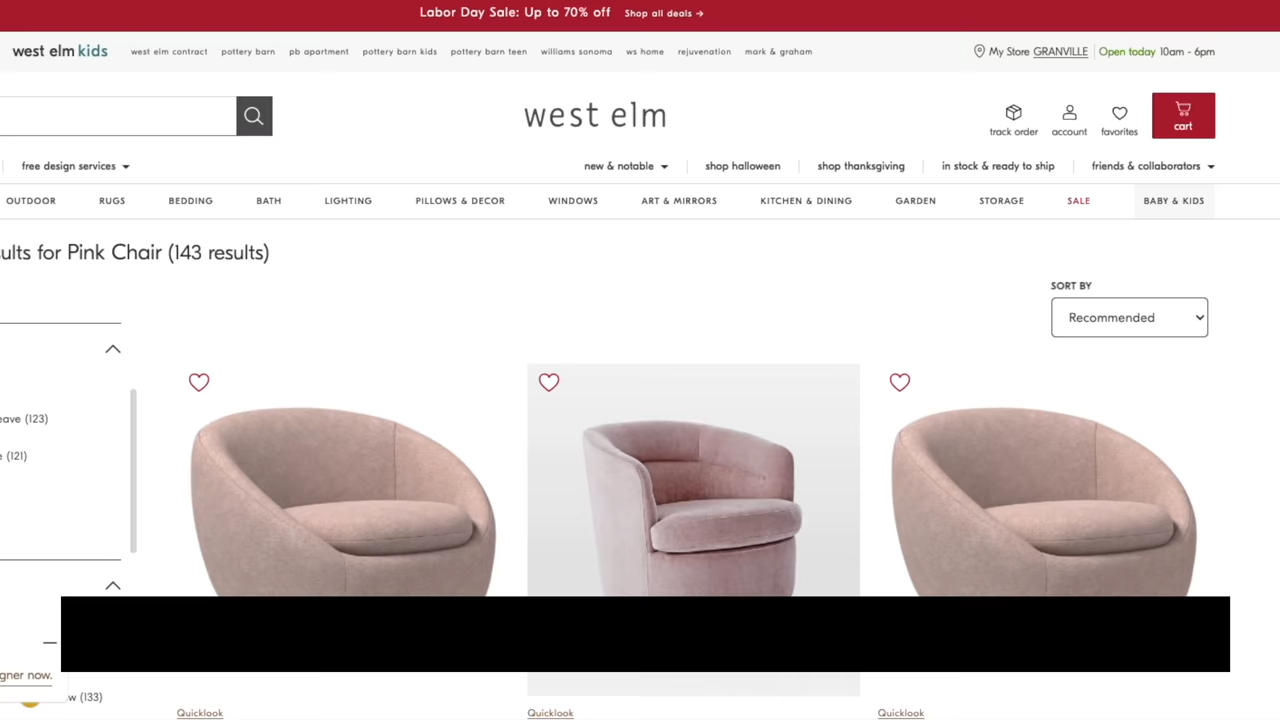 Labor Day Sale: Up to 70% off Shop all deals →
west elm kids west elm contract pottery barn pb apartment pottery barn kids pottery barn teen williams sonoma ws home rejuvenation mark & graham My Store GRANVILLE Open today 10am - 6pm
west elm
track order account favorites cart
free design services new & notable shop halloween shop thanksgiving in stock & ready to ship friends & collaborators
OUTDOOR RUGS BEDDING BATH LIGHTING PILLOWS & DECOR WINDOWS ART & MIRRORS KITCHEN & DINING GARDEN STORAGE SALE BABY & KIDS
ults for Pink Chair (143 results)
SORT BY
Recommended
eave (123)
e (121)
gner now.
w (133)
Quicklook Quicklook Quicklook